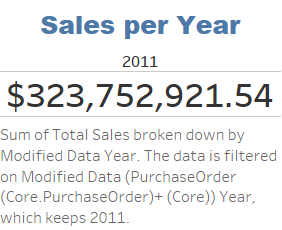 Sales per Year
2011
$323,752,921.54
Sum of Total Sales broken down by
Modified Data Year. The data is filtered
on Modified Data (PurchaseOrder
(Core.PurchaseOrder)+ (Core)) Year,
which keeps 2011.